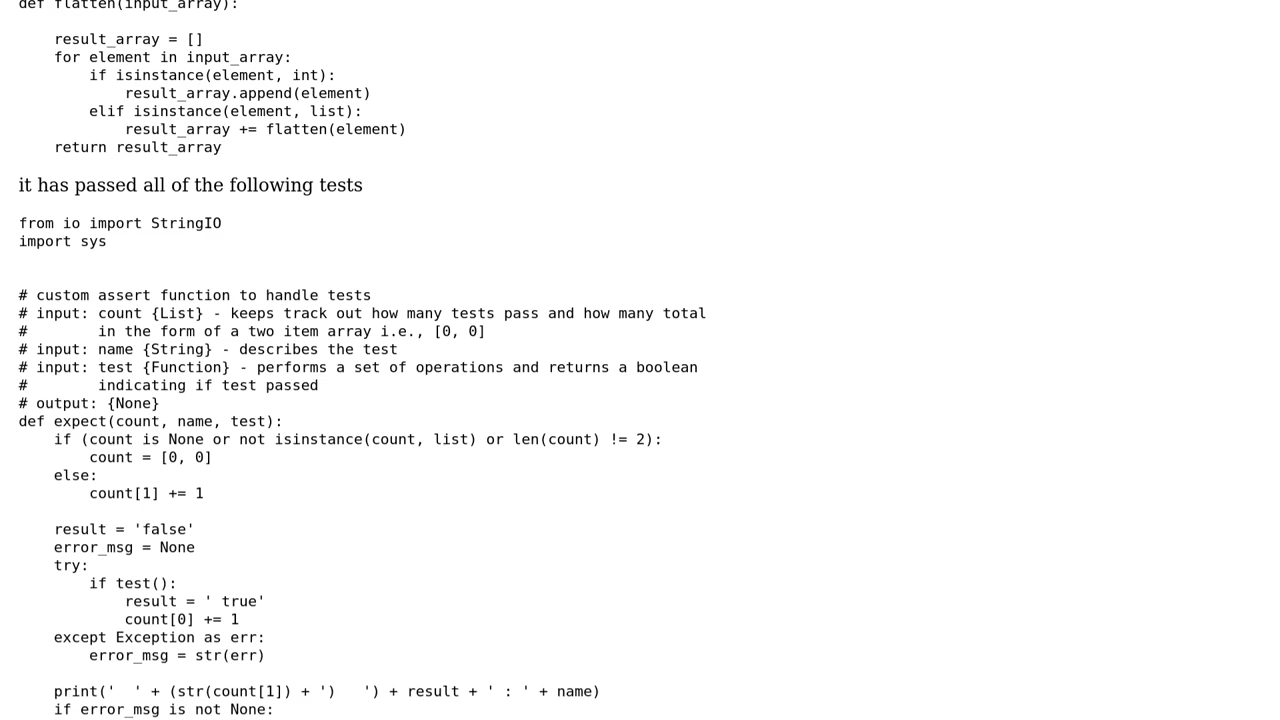 def flatten(input_array):
    result_array = []
    for element in input_array:
        if isinstance(element, int):
            result_array.append(element)
        elif isinstance(element, list):
            result_array += flatten(element)
    return result_array
it has passed all of the following tests
from io import StringIO
import sys
# custom assert function to handle tests
# input: count {List} - keeps track out how many tests pass and how many total
#        in the form of a two item array i.e., [0, 0]
# input: name {String} - describes the test
# input: test {Function} - performs a set of operations and returns a boolean
#        indicating if test passed
# output: {None}
def expect(count, name, test):
    if (count is None or not isinstance(count, list) or len(count) != 2):
        count = [0, 0]
    else:
        count[1] += 1
    result = 'false'
    error_msg = None
    try:
        if test():
            result = ' true'
            count[0] += 1
    except Exception as err:
        error_msg = str(err)
    print('  ' + (str(count[1]) + ')   ') + result + ' : ' + name)
    if error_msg is not None: